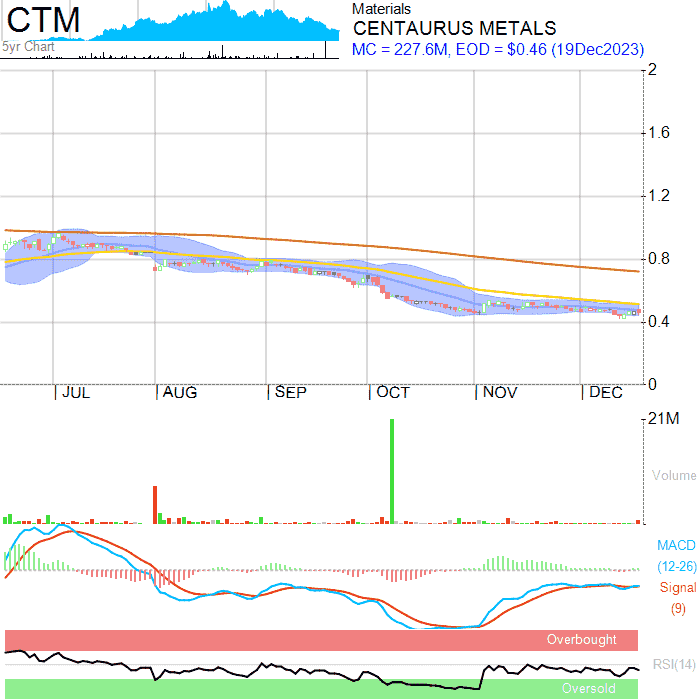 CTM
5yr Chart
Materials
CENTAURUS METALS
MC = 227.6M, EOD = $0.46 (19Dec2023)
2
1.6
1.2
0.8
0.4
0
JUL AUG SEP OCT NOV DEC
21M
Volume
MACD
(12-26)
Signal
(9)
Overbought
RSI(14)
Oversold